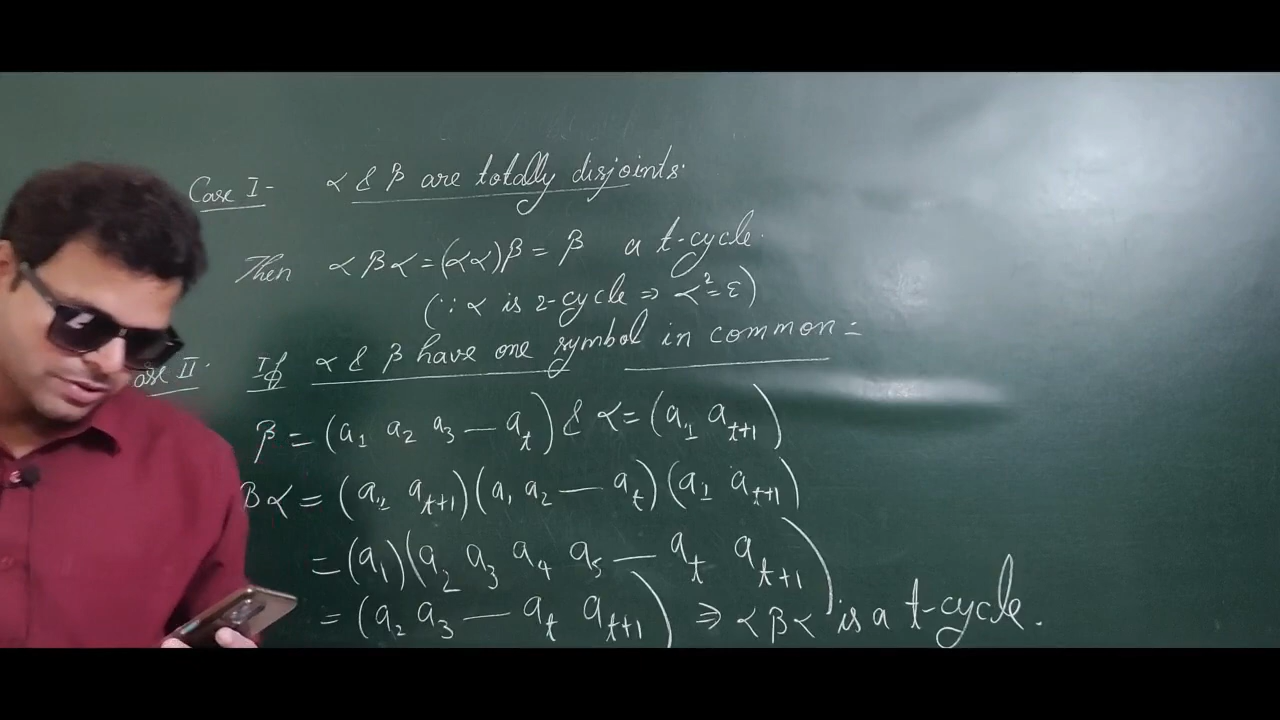 Case I- α & β are totally disjoints.
Then αβα=(αα)β = β a t-cycle.
(∵ α is 2-cycle ⇒ α²=ε)
ase II. If α & β have one symbol in common =
β = (a₁ a₂ a₃ — aₜ) & α = (a₁ aₜ₊₁)
βα = (a₁ aₜ₊₁)(a₁ a₂ — aₜ)(a₁ aₜ₊₁)
= (a₁)(a₂ a₃ a₄ a₅ — aₜ aₜ₊₁)
= (a₂ a₃ — aₜ aₜ₊₁) ⇒ αβα is a t-cycle.